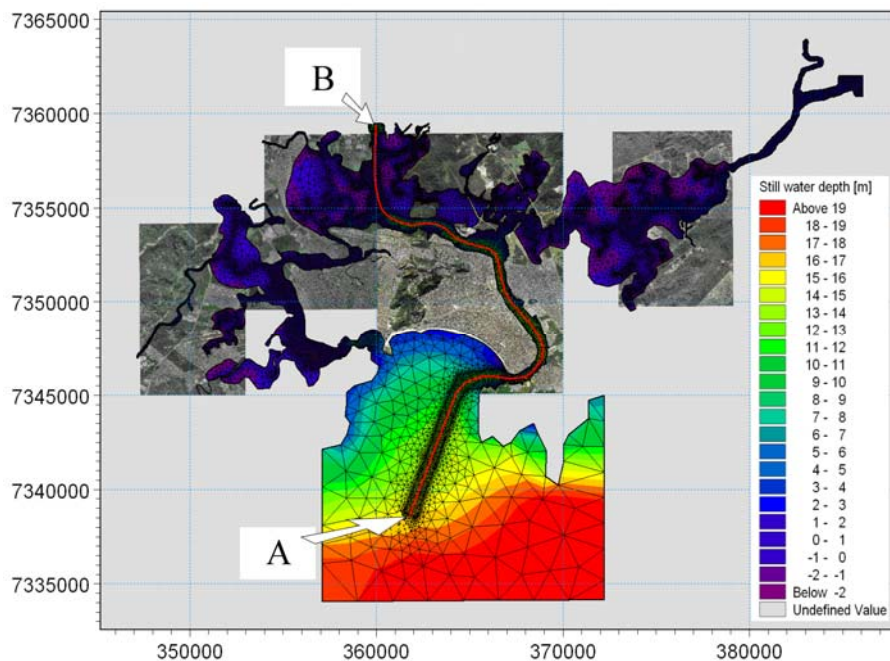 7365000
7360000
7355000
7350000
7345000
7340000
7335000
350000
360000
370000
380000
B
A
Still water depth [m]
Above 19
18 - 19
17 - 18
16 - 17
15 - 16
14 - 15
13 - 14
12 - 13
11 - 12
10 - 11
9 - 10
8 - 9
7 - 8
6 - 7
5 - 6
4 - 5
3 - 4
2 - 3
1 - 2
0 - 1
-1 - 0
-2 - -1
Below -2
Undefined Value